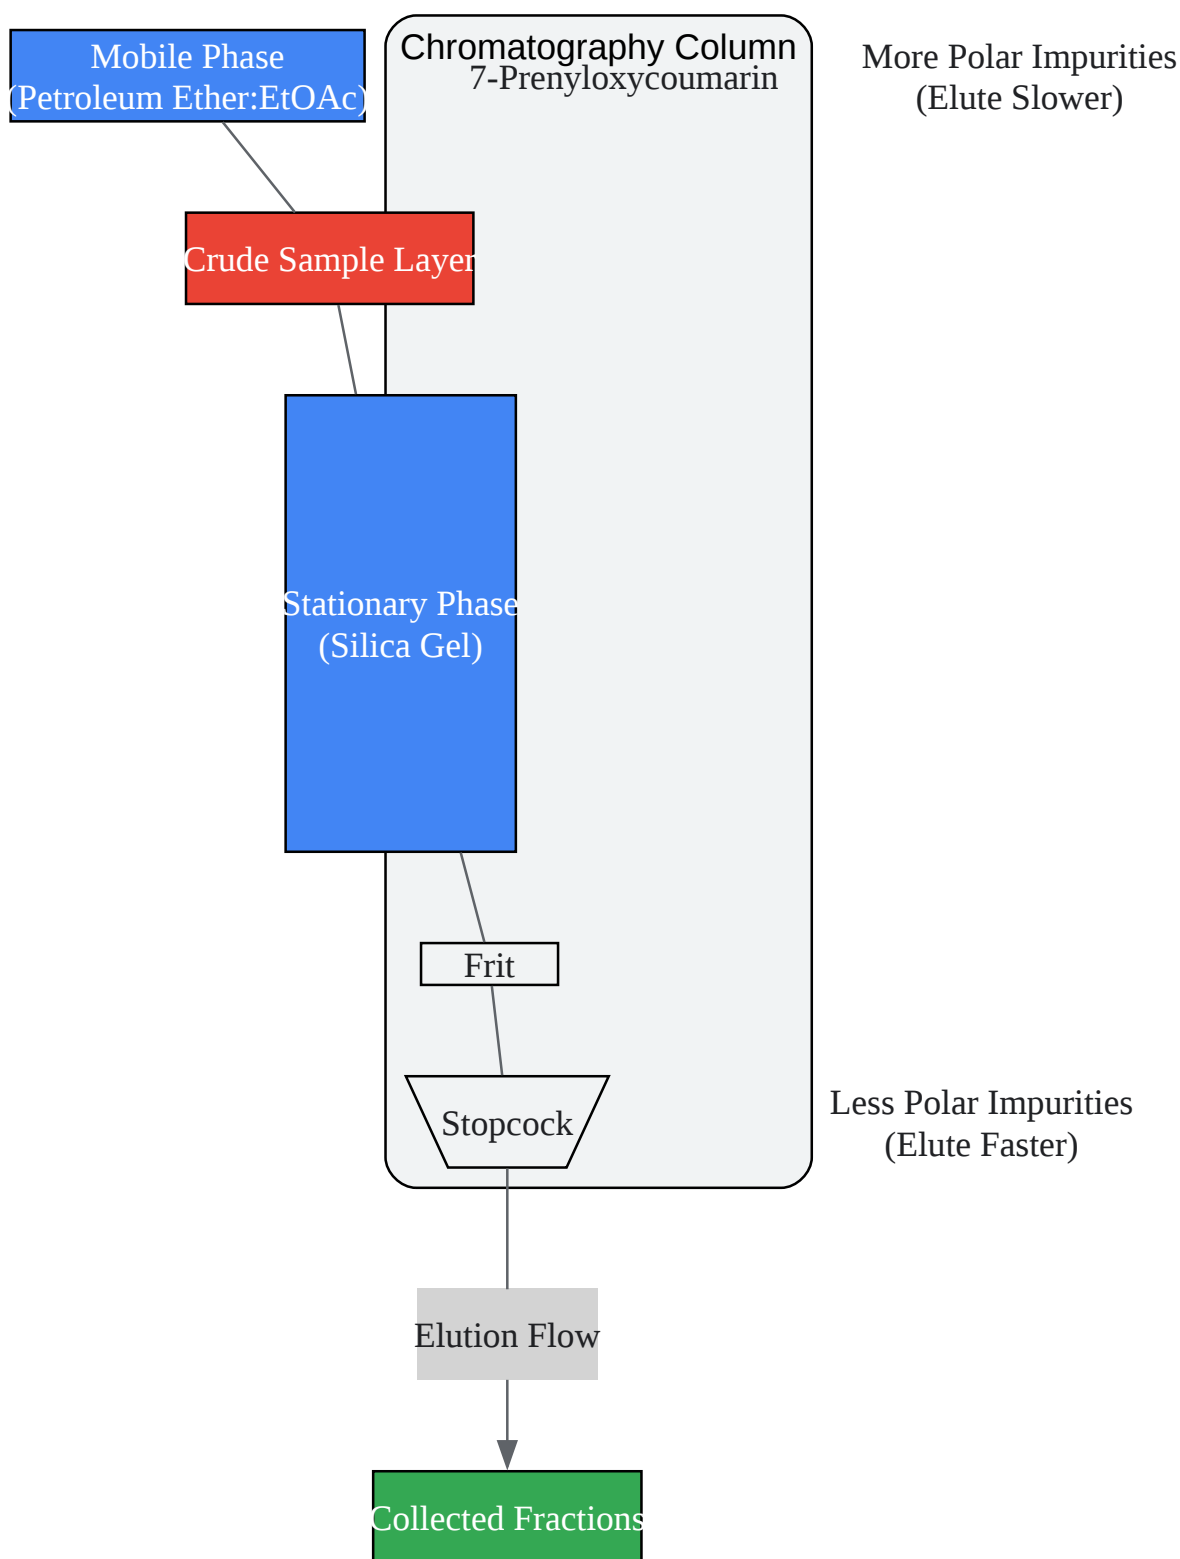 Mobile Phase
(Petroleum Ether:EtOAc)
Chromatography Column
7-Prenyloxycoumarin
More Polar Impurities
(Elute Slower)
Crude Sample Layer
Stationary Phase
(Silica Gel)
Frit
Stopcock
Less Polar Impurities
(Elute Faster)
Elution Flow
Collected Fractions